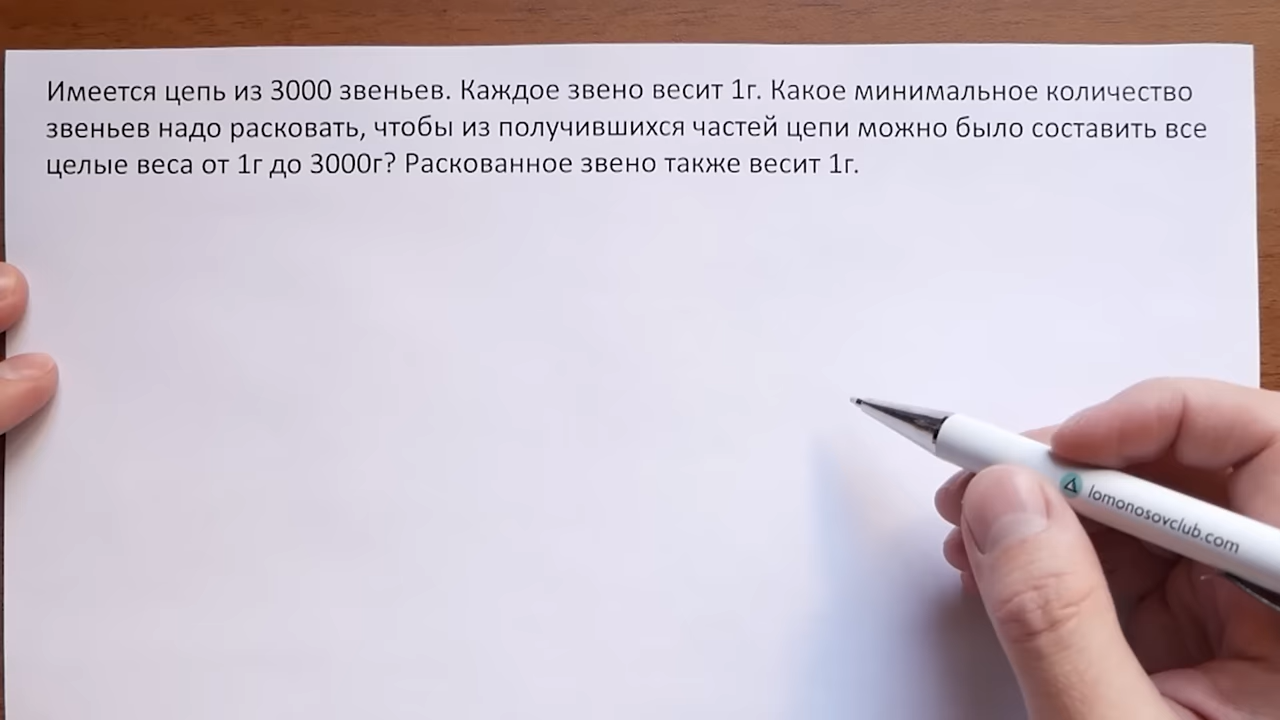 Имеется цепь из 3000 звеньев. Каждое звено весит 1г. Какое минимальное количество
звеньев надо расковать, чтобы из получившихся частей цепи можно было составить все
целые веса от 1г до 3000г? Раскованное звено также весит 1г.
lomonosovclub.com